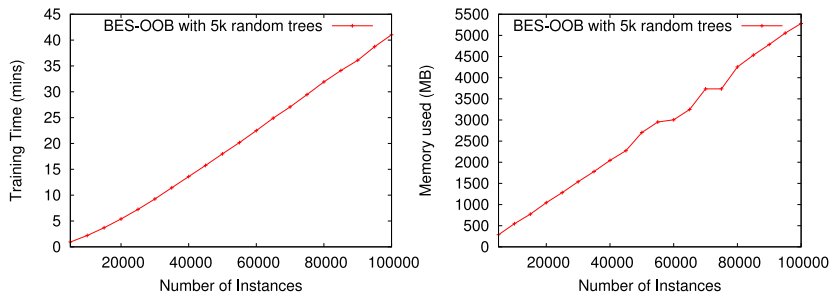 BES-OOB with 5k random trees
45
40
35
30
25
20
15
10
5
0
Training Time (mins)
20000 40000 60000 80000 100000
Number of Instances
BES-OOB with 5k random trees
5500
5000
4500
4000
3500
3000
2500
2000
1500
1000
500
0
Memory used (MB)
20000 40000 60000 80000 100000
Number of Instances